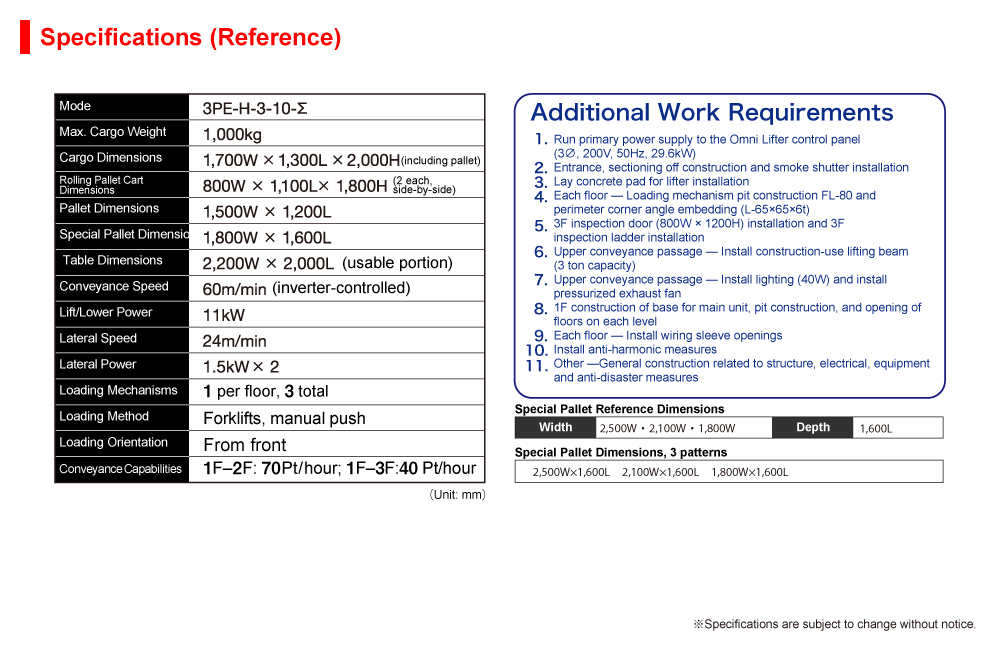 Specifications (Reference)
Mode 3PE-H-3-10-Σ
Max. Cargo Weight 1,000kg
Cargo Dimensions 1,700W × 1,300L × 2,000H(including pallet)
Rolling Pallet Cart Dimensions 800W × 1,100L× 1,800H (2 each, side-by-side)
Pallet Dimensions 1,500W × 1,200L
Special Pallet Dimensio 1,800W × 1,600L
Table Dimensions 2,200W × 2,000L (usable portion)
Conveyance Speed 60m/min (inverter-controlled)
Lift/Lower Power 11kW
Lateral Speed 24m/min
Lateral Power 1.5kW× 2
Loading Mechanisms 1 per floor, 3 total
Loading Method Forklifts, manual push
Loading Orientation From front
Conveyance Capabilities 1F–2F: 70Pt/hour; 1F–3F:40 Pt/hour
(Unit: mm)
Additional Work Requirements
1. Run primary power supply to the Omni Lifter control panel
(3∅, 200V, 50Hz, 29.6kW)
2. Entrance, sectioning off construction and smoke shutter installation
3. Lay concrete pad for lifter installation
4. Each floor — Loading mechanism pit construction FL-80 and
perimeter corner angle embedding (L-65×65×6t)
5. 3F inspection door (800W × 1200H) installation and 3F
inspection ladder installation
6. Upper conveyance passage — Install construction-use lifting beam
(3 ton capacity)
7. Upper conveyance passage — Install lighting (40W) and install
pressurized exhaust fan
8. 1F construction of base for main unit, pit construction, and opening of
floors on each level
9. Each floor — Install wiring sleeve openings
10. Install anti-harmonic measures
11. Other —General construction related to structure, electrical, equipment
and anti-disaster measures
Special Pallet Reference Dimensions
Width 2,500W・2,100W・1,800W Depth 1,600L
Special Pallet Dimensions, 3 patterns
2,500W×1,600L 2,100W×1,600L 1,800W×1,600L
※Specifications are subject to change without notice.